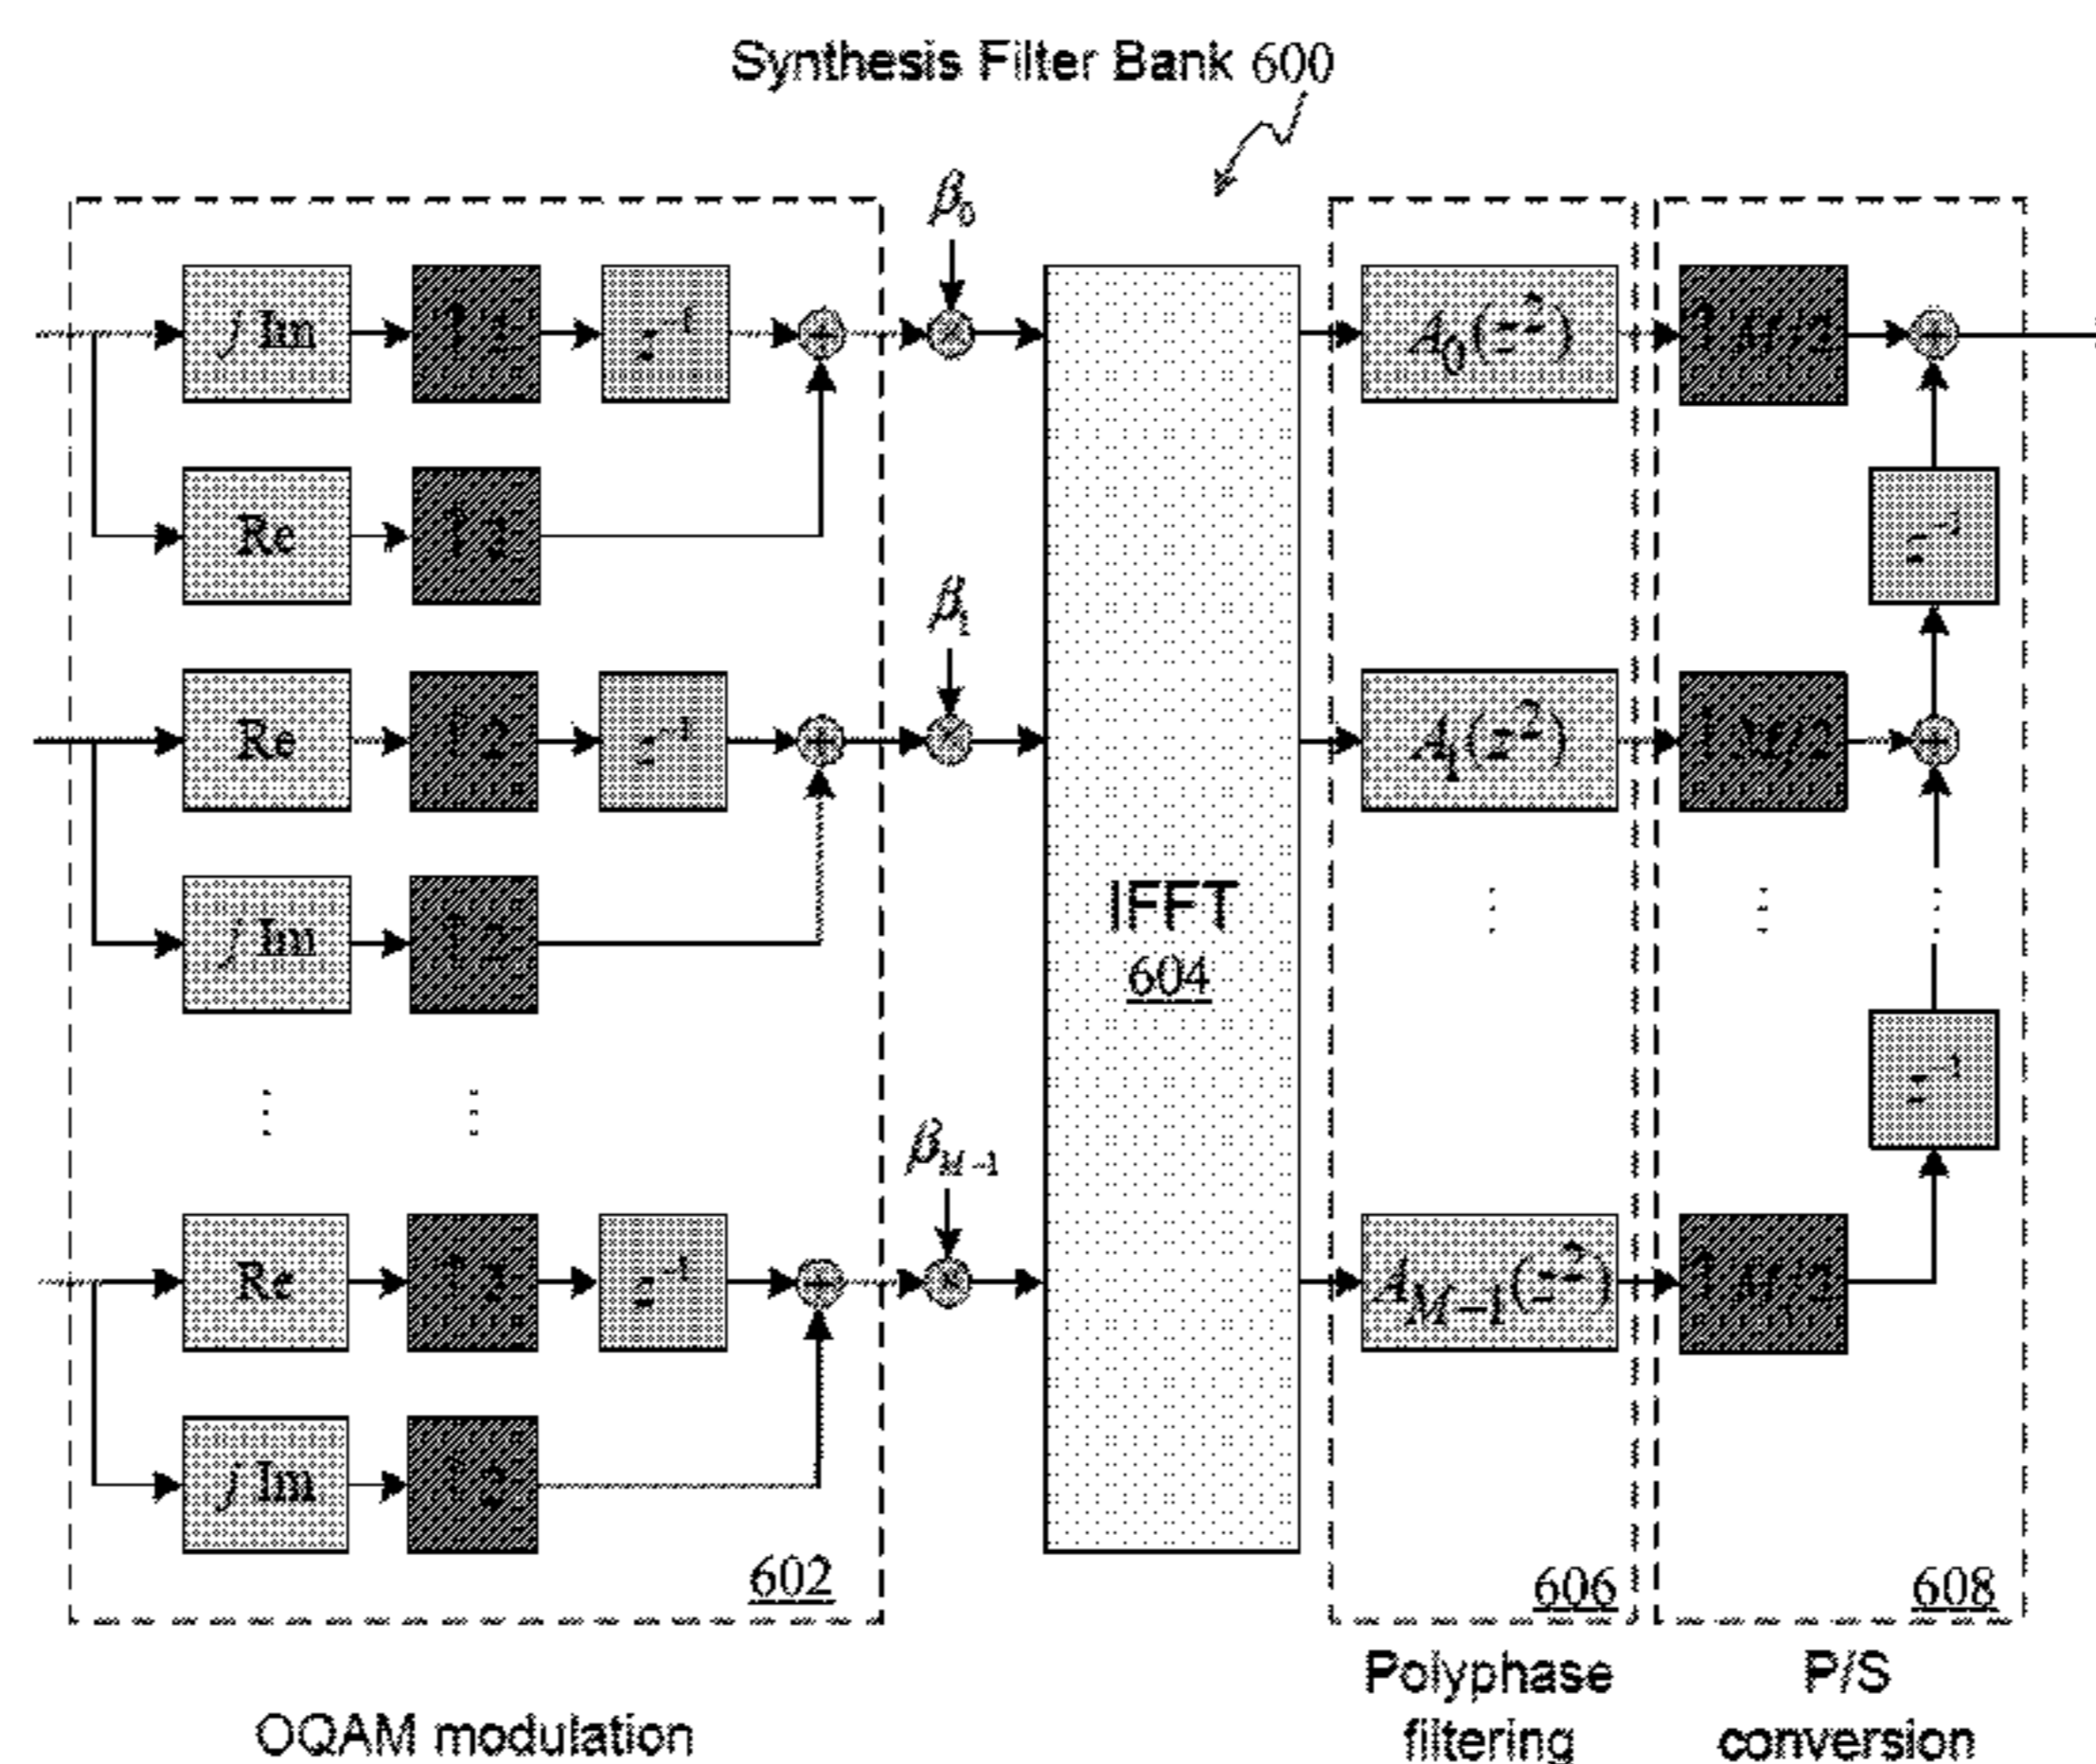 Synthesis Filter Bank 600
β₀
j Im
↑ 2
z⁻¹
+
×
A₀(z⁻²)
↑ M/2
+
Re
↑ 2
z⁻¹
β₁
Re
↑ 2
z⁻¹
+
×
A₁(z⁻²)
↑ M/2
+
j Im
↑ 2
IFFT
604
z⁻¹
β_{M-1}
Re
↑ 2
z⁻¹
+
×
A_{M-1}(z⁻²)
↑ M/2
j Im
↑ 2
602
606
608
OQAM modulation
Polyphase
filtering
P/S
conversion